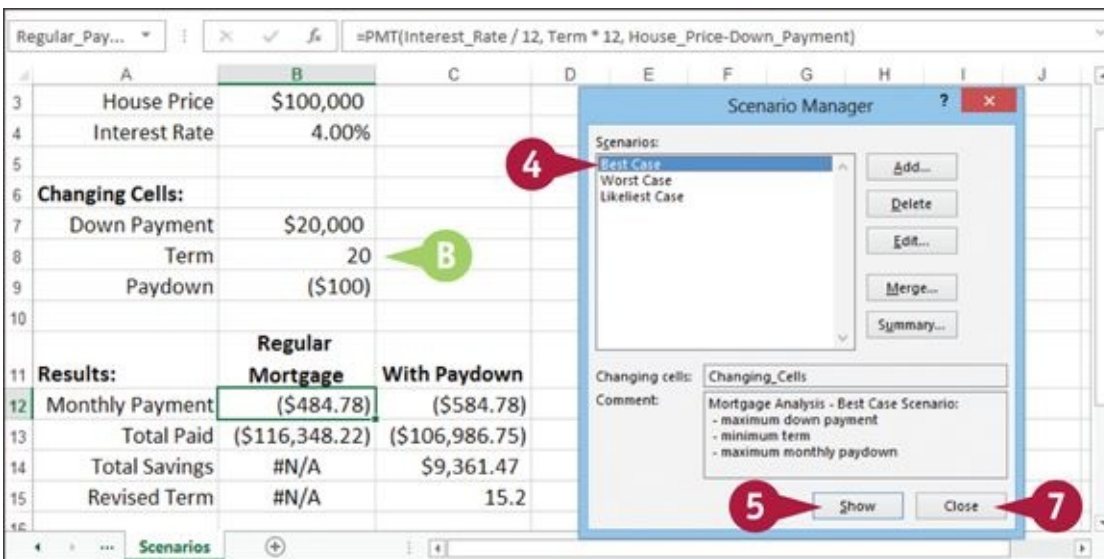 Regular_Pay... fx =PMT(Interest_Rate / 12, Term * 12, House_Price-Down_Payment)
A B C D E F G H I J
3 House Price $100,000
4 Interest Rate 4.00%
5
6 Changing Cells:
7 Down Payment $20,000
8 Term 20 B
9 Paydown ($100)
10
Regular
11 Results: Mortgage With Paydown
12 Monthly Payment ($484.78) ($584.78)
13 Total Paid ($116,348.22) ($106,986.75)
14 Total Savings #N/A $9,361.47
15 Revised Term #N/A 15.2
16
... Scenarios
Scenario Manager ? ×
Scenarios:
4 Best Case
Worst Case
Likeliest Case
Add...
Delete
Edit...
Merge...
Summary...
Changing cells: Changing_Cells
Comment: Mortgage Analysis - Best Case Scenario:
- maximum down payment
- minimum term
- maximum monthly paydown
5 Show Close 7